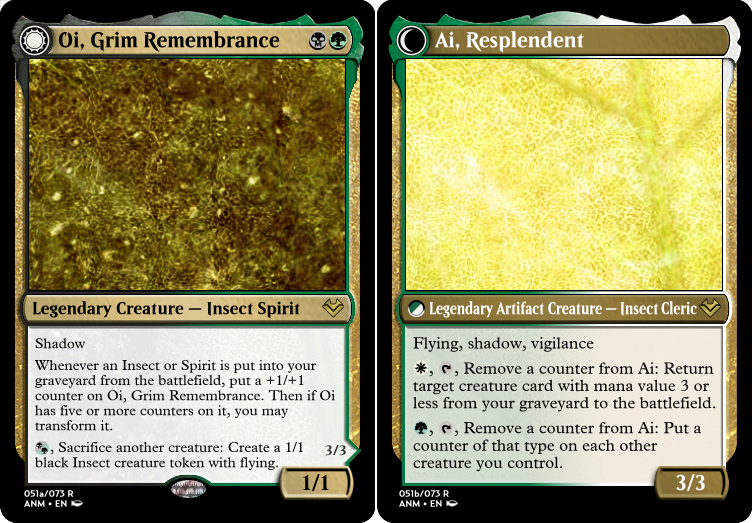 Oi, Grim Remembrance
Legendary Creature — Insect Spirit
Shadow
Whenever an Insect or Spirit is put into your
graveyard from the battlefield, put a +1/+1
counter on Oi, Grim Remembrance. Then if Oi
has five or more counters on it, you may
transform it.
, Sacrifice another creature: Create a 1/1
black Insect creature token with flying.
3/3
1/1
051a/073 R
ANM • EN
Ai, Resplendent
Legendary Artifact Creature — Insect Cleric
Flying, shadow, vigilance
, , Remove a counter from Ai: Return
target creature card with mana value 3 or
less from your graveyard to the battlefield.
, , Remove a counter from Ai: Put a
counter of that type on each other
creature you control.
3/3
051b/073 R
ANM • EN